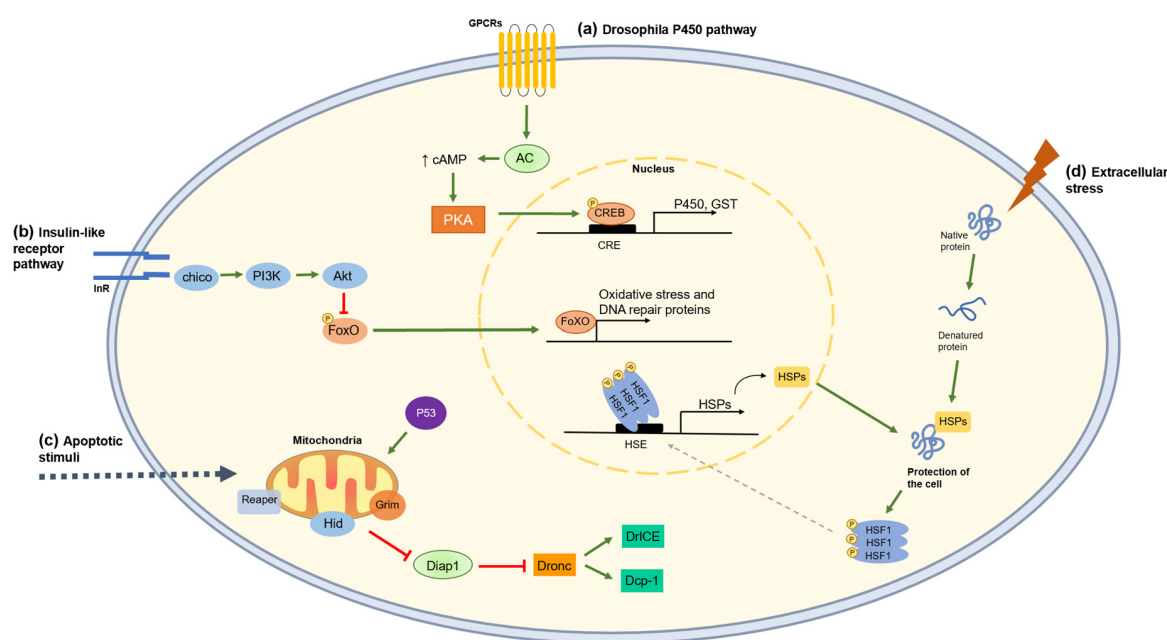 GPCRs
(a) Drosophila P450 pathway
AC
↑ cAMP
PKA
Nucleus
P
CREB
P450, GST
CRE
(b) Insulin-like
receptor
pathway
InR
chico
PI3K
Akt
P
FoxO
FoXO
Oxidative stress and
DNA repair proteins
P
P
P
HSF1
HSF1
HSF1
HSPs
HSPs
HSE
(c) Apoptotic
stimuli
P53
Mitochondria
Reaper
Hid
Grim
Diap1
Dronc
DrICE
Dcp-1
(d) Extracellular
stress
Native
protein
Denatured
protein
HSPs
Protection of
the cell
P
HSF1
P
HSF1
P
HSF1